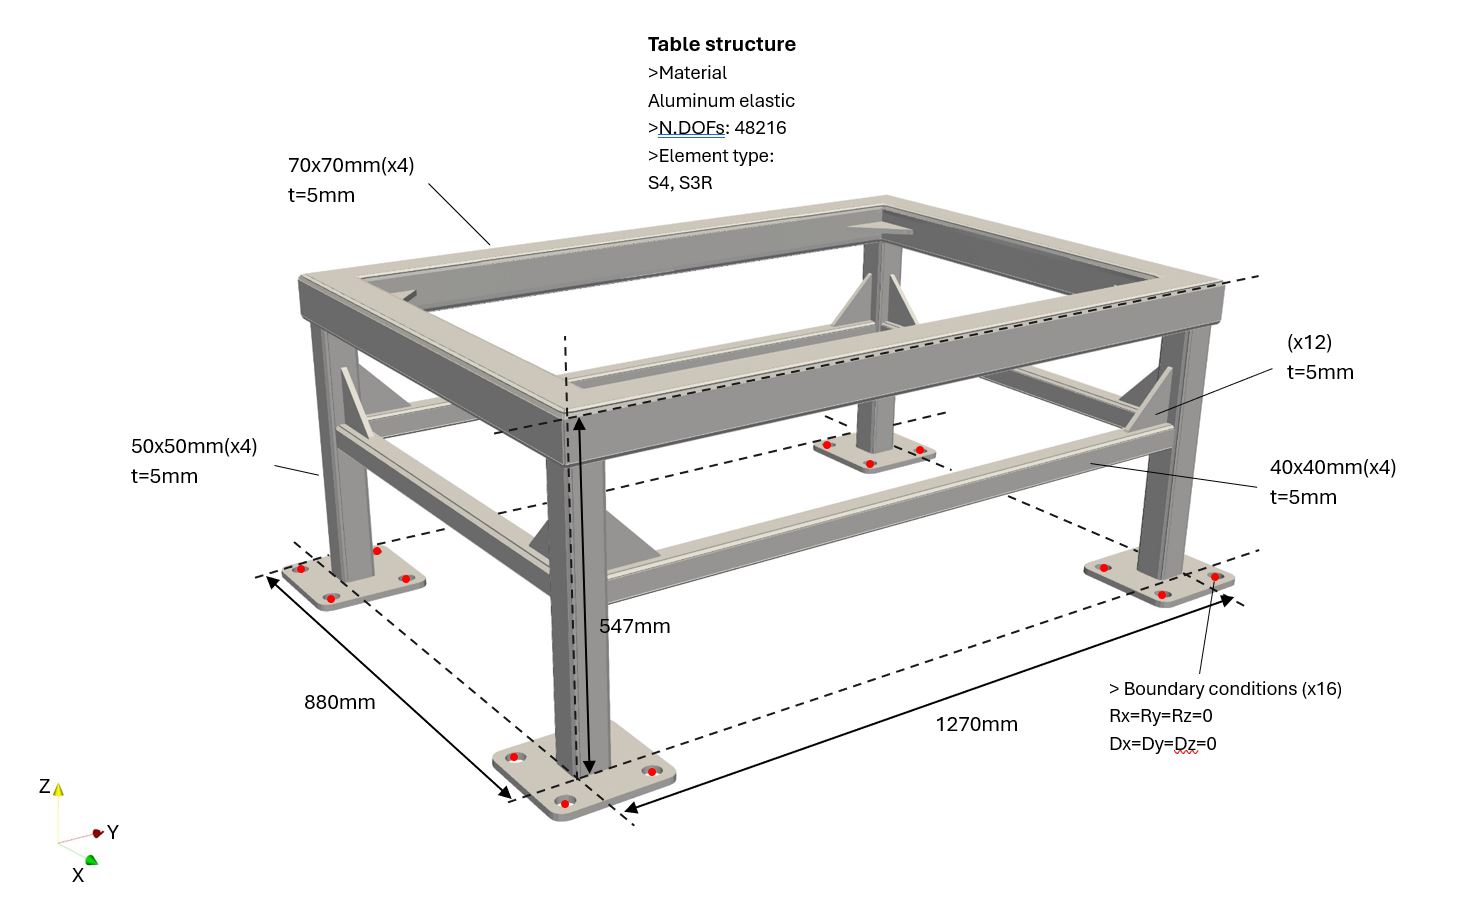 Table structure
>Material
Aluminum elastic
>N.DOFs: 48216
>Element type:
S4, S3R
70x70mm(x4)
t=5mm
(x12)
t=5mm
50x50mm(x4)
t=5mm
40x40mm(x4)
t=5mm
547mm
880mm
1270mm
> Boundary conditions (x16)
Rx=Ry=Rz=0
Dx=Dy=Dz=0
Z
Y
X